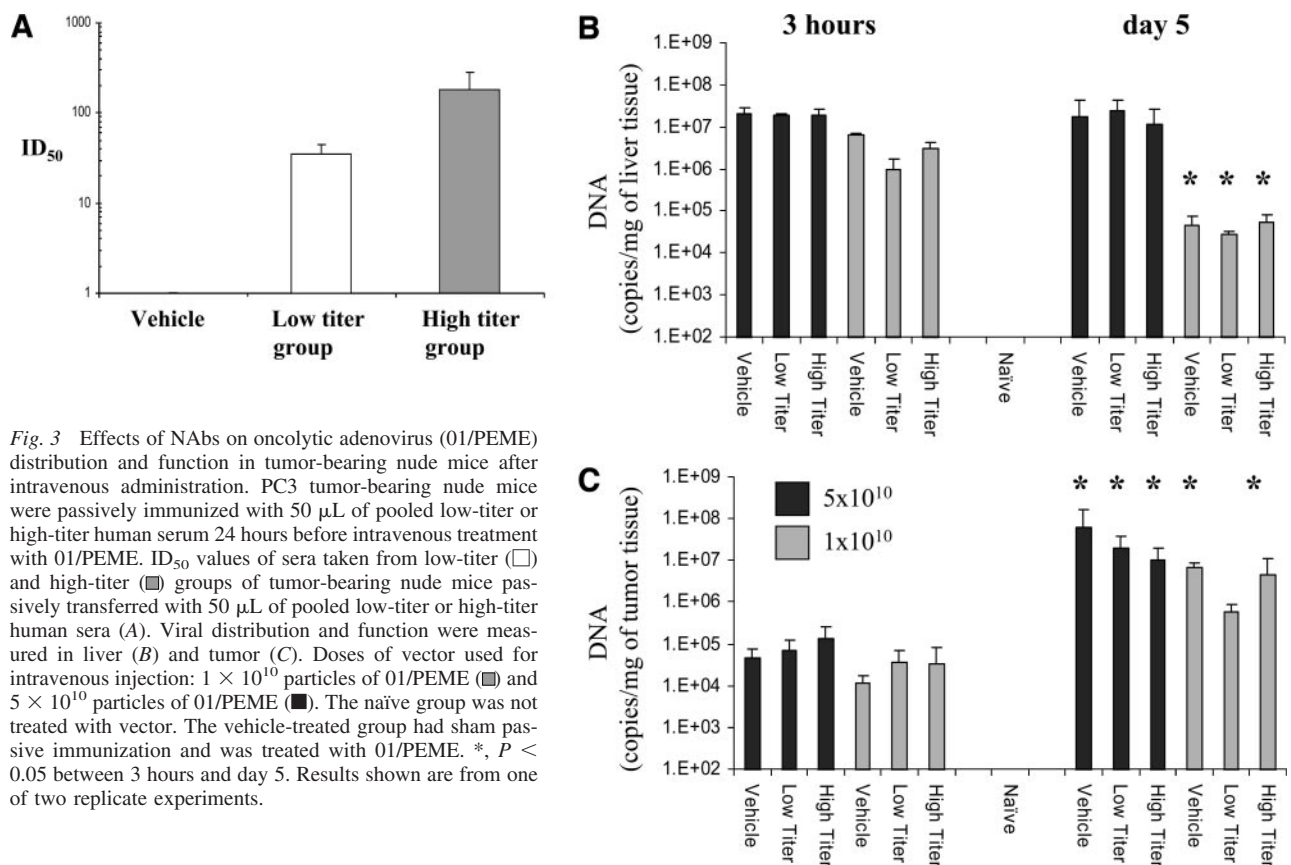 A
1000
100
10
1
ID50
Vehicle
Low titer
group
High titer
group
Fig. 3 Effects of NAbs on oncolytic adenovirus (01/PEME)
distribution and function in tumor-bearing nude mice after
intravenous administration. PC3 tumor-bearing nude mice
were passively immunized with 50 μL of pooled low-titer or
high-titer human serum 24 hours before intravenous treatment
with 01/PEME. ID50 values of sera taken from low-titer (□)
and high-titer (■) groups of tumor-bearing nude mice pas-
sively transferred with 50 μL of pooled low-titer or high-titer
human sera (A). Viral distribution and function were meas-
ured in liver (B) and tumor (C). Doses of vector used for
intravenous injection: 1 × 10^10 particles of 01/PEME (■) and
5 × 10^10 particles of 01/PEME (■). The naïve group was not
treated with vector. The vehicle-treated group had sham pas-
sive immunization and was treated with 01/PEME. *, P <
0.05 between 3 hours and day 5. Results shown are from one
of two replicate experiments.
B
3 hours
day 5
DNA
(copies/mg of liver tissue)
1.E+09
1.E+08
1.E+07
1.E+06
1.E+05
1.E+04
1.E+03
1.E+02
* * *
Vehicle
Low Titer
High Titer
Vehicle
Low Titer
High Titer
Naïve
Vehicle
Low Titer
High Titer
Vehicle
Low Titer
High Titer
C
DNA
(copies/mg of tumor tissue)
1.E+09
1.E+08
1.E+07
1.E+06
1.E+05
1.E+04
1.E+03
1.E+02
5x10^10
1x10^10
* * * * *
Vehicle
Low Titer
High Titer
Vehicle
Low Titer
High Titer
Naïve
Vehicle
Low Titer
High Titer
Vehicle
Low Titer
High Titer